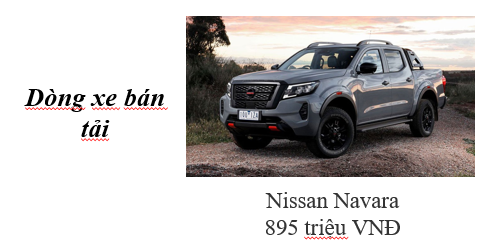 Dòng xe bán
tải
Nissan Navara
895 triệu VNĐ